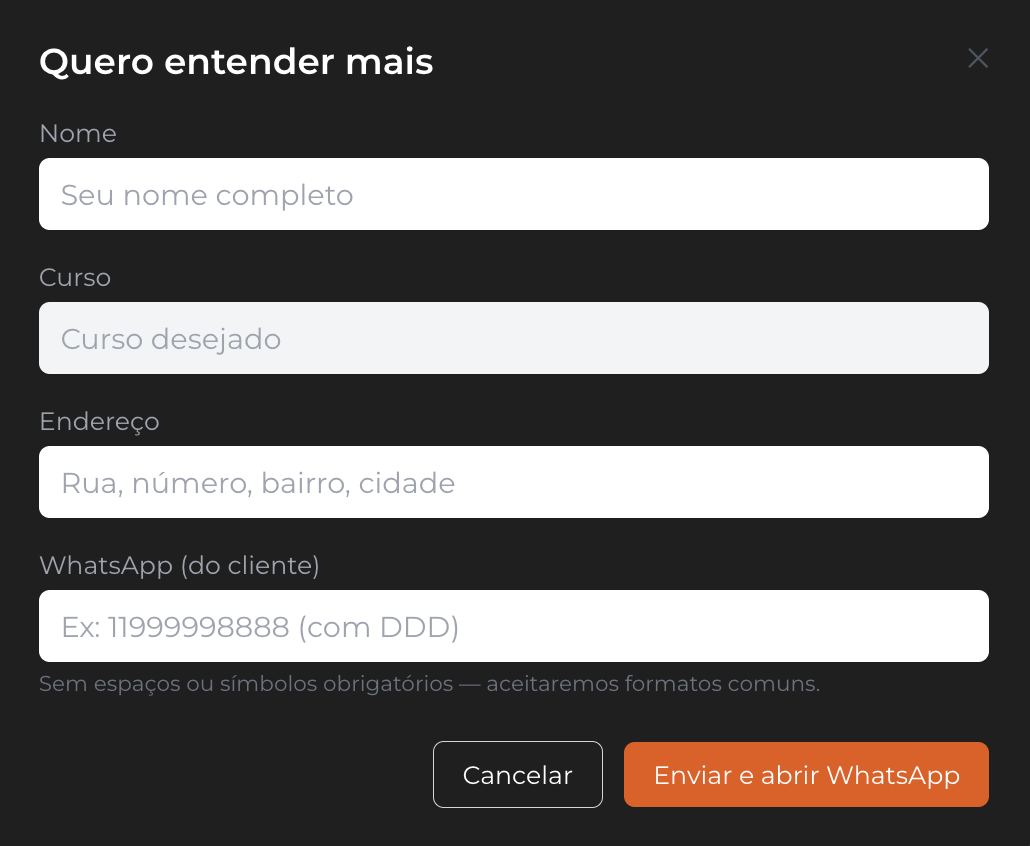 Quero entender mais
Nome
Seu nome completo
Curso
Curso desejado
Endereço
Rua, número, bairro, cidade
WhatsApp (do cliente)
Ex: 11999998888 (com DDD)
Sem espaços ou símbolos obrigatórios — aceitaremos formatos comuns.
Cancelar
Enviar e abrir WhatsApp